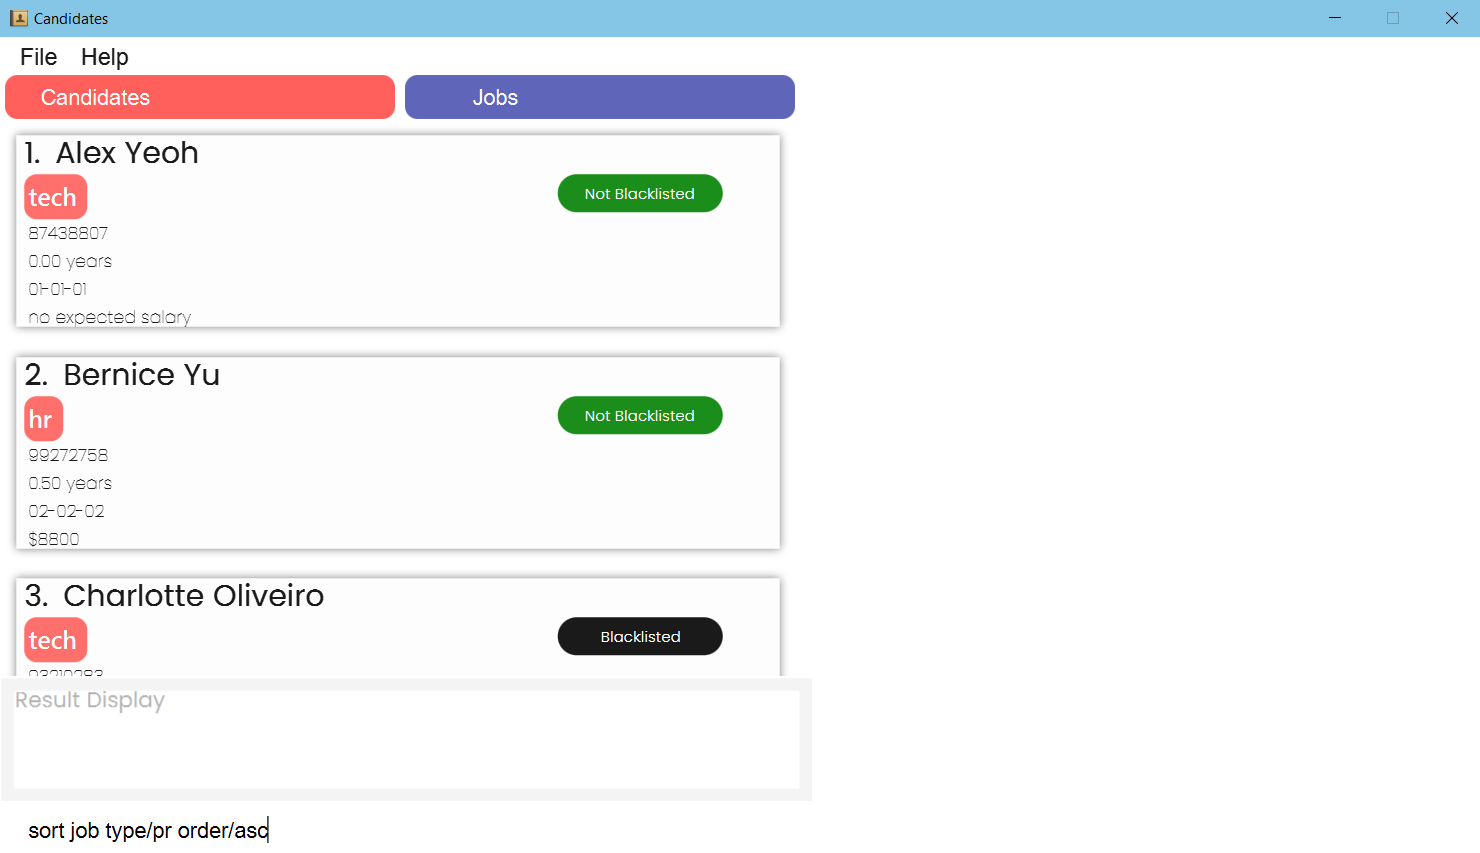 Candidates
File Help
Candidates Jobs
1. Alex Yeoh
tech
Not Blacklisted
87438807
0.00 years
01-01-01
no expected salary
2. Bernice Yu
hr
Not Blacklisted
99272758
0.50 years
02-02-02
$8800
3. Charlotte Oliveiro
tech
Blacklisted
Result Display
sort job type/pr order/asc